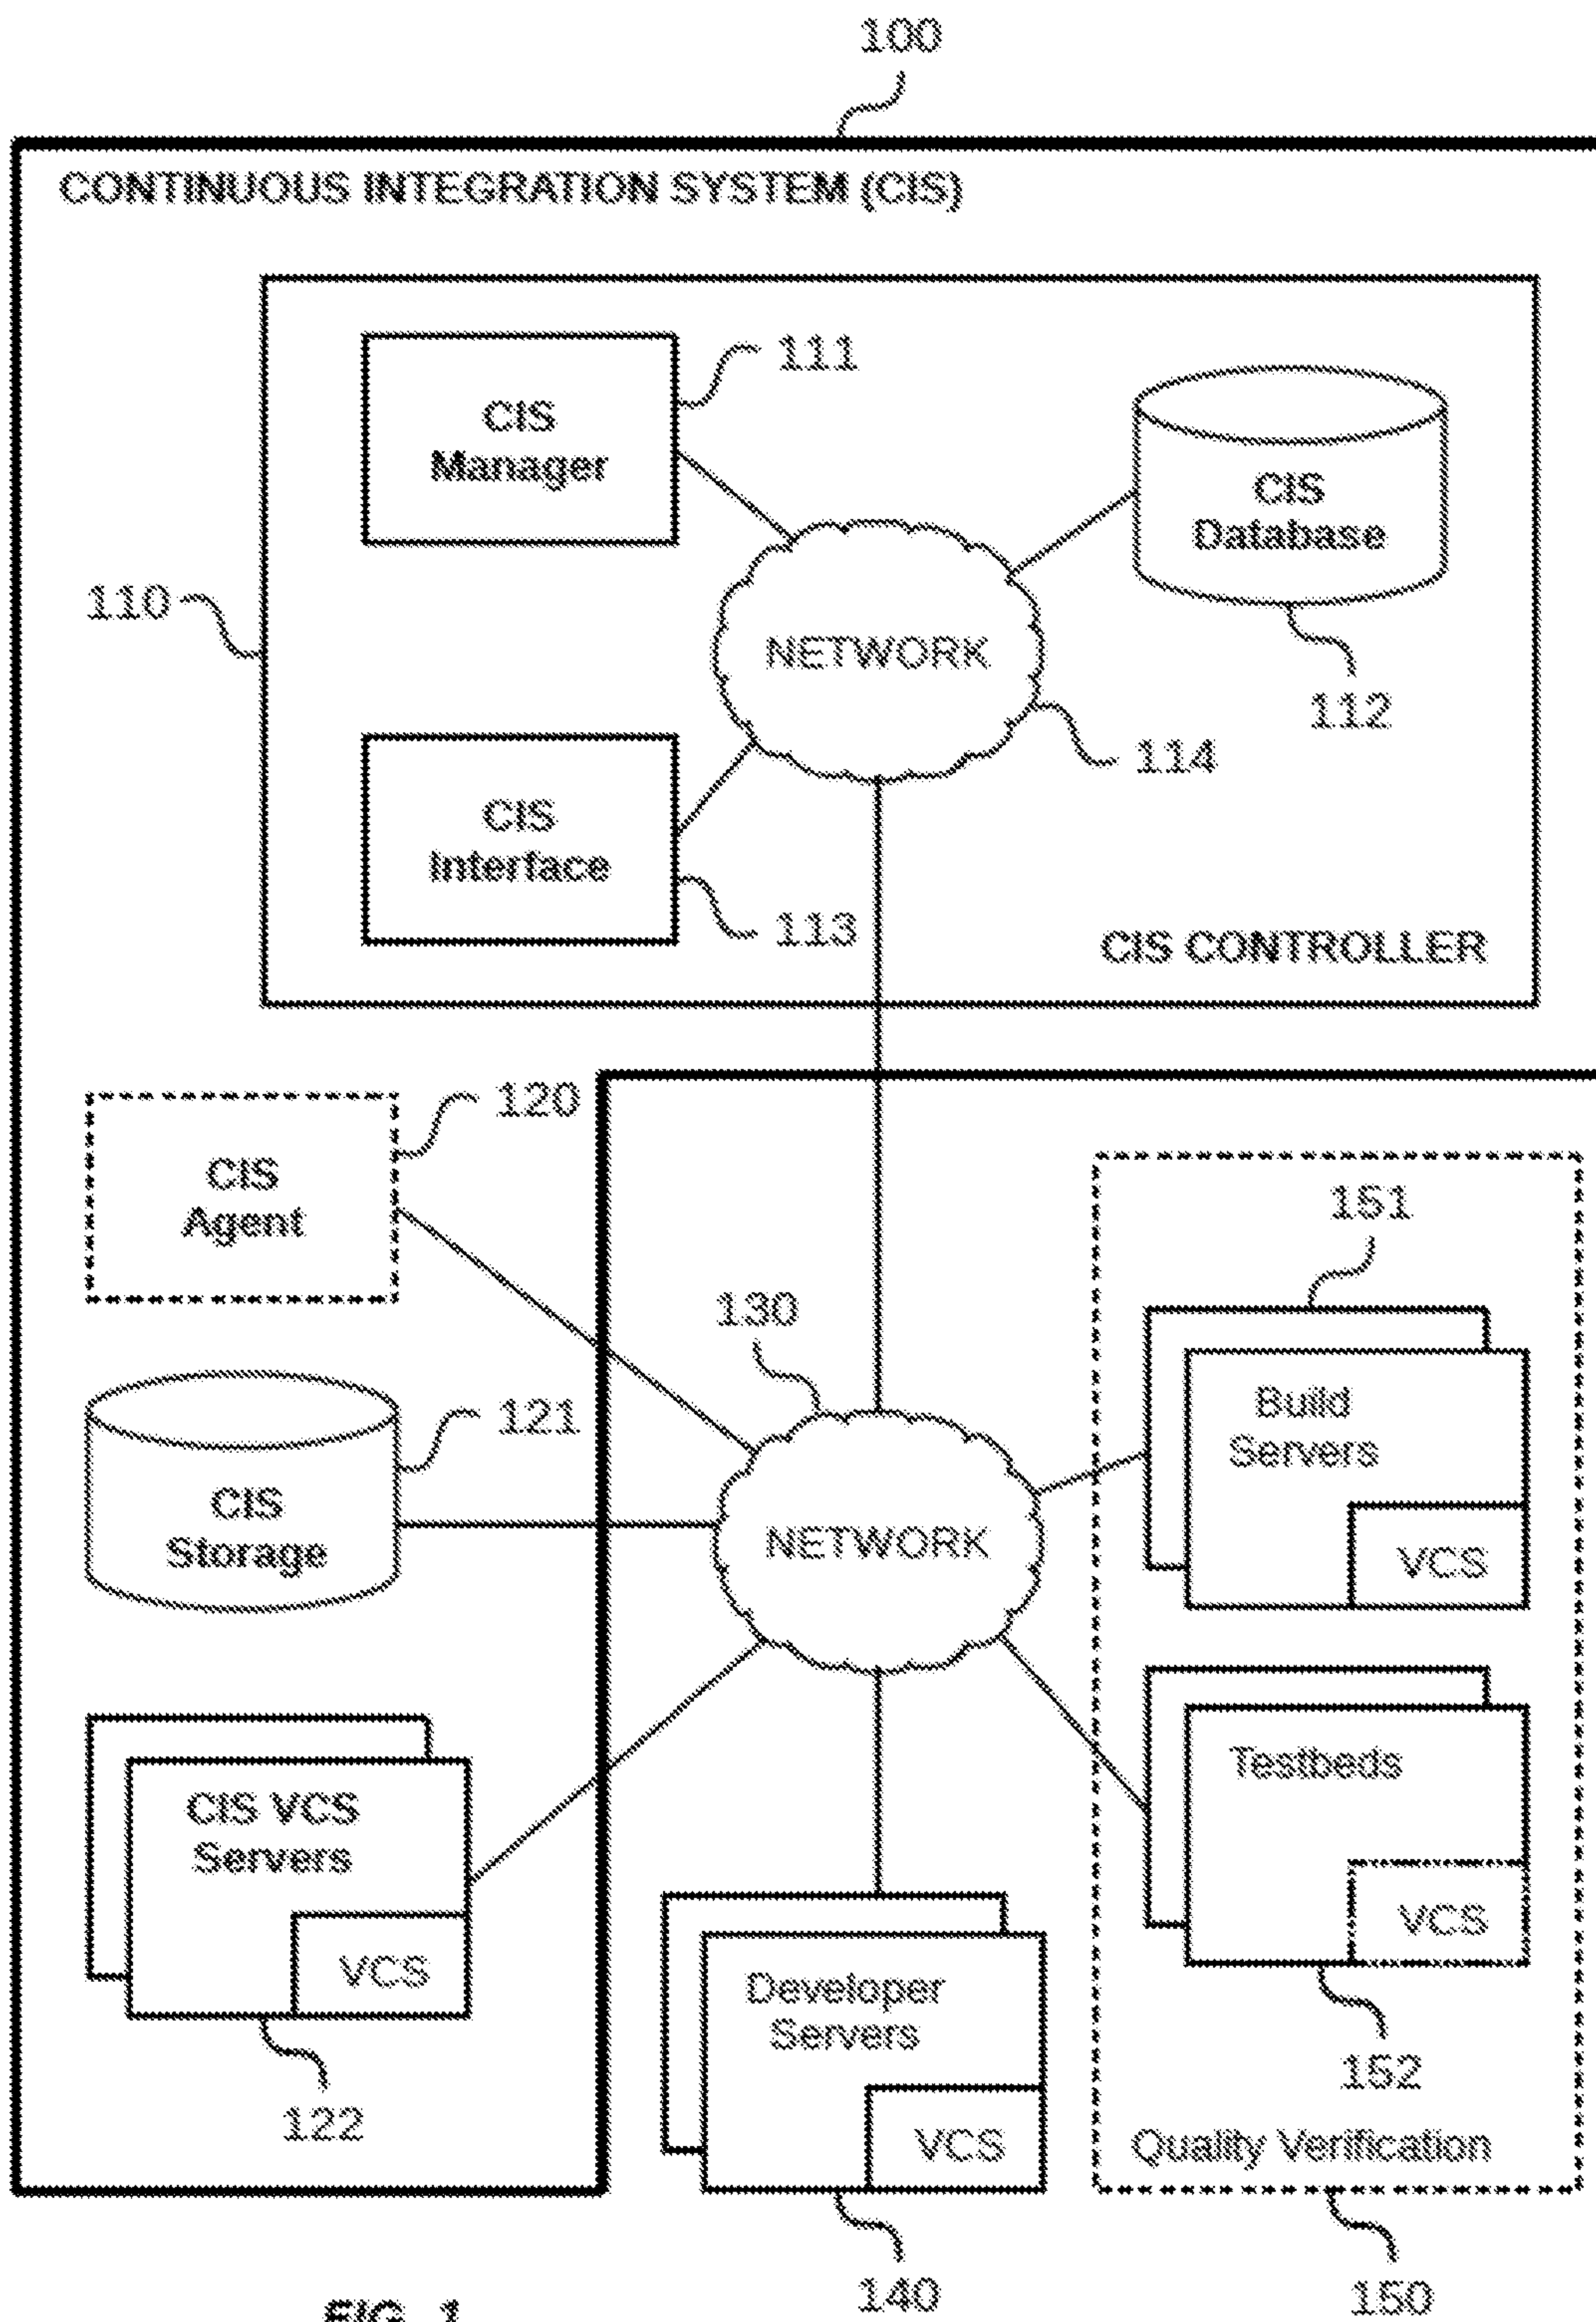 100
CONTINUOUS INTEGRATION SYSTEM (CIS)
111
CIS
Manager
CIS
Database
110
NETWORK
112
114
CIS
Interface
113
CIS CONTROLLER
120
CIS
Agent
151
130
Build
Servers
121
CIS
Storage
NETWORK
VCS
Testbeds
CIS VCS
Servers
VCS
VCS
Developer
Servers
152
122
VCS
Quality Verification
140
150
FIG. 1